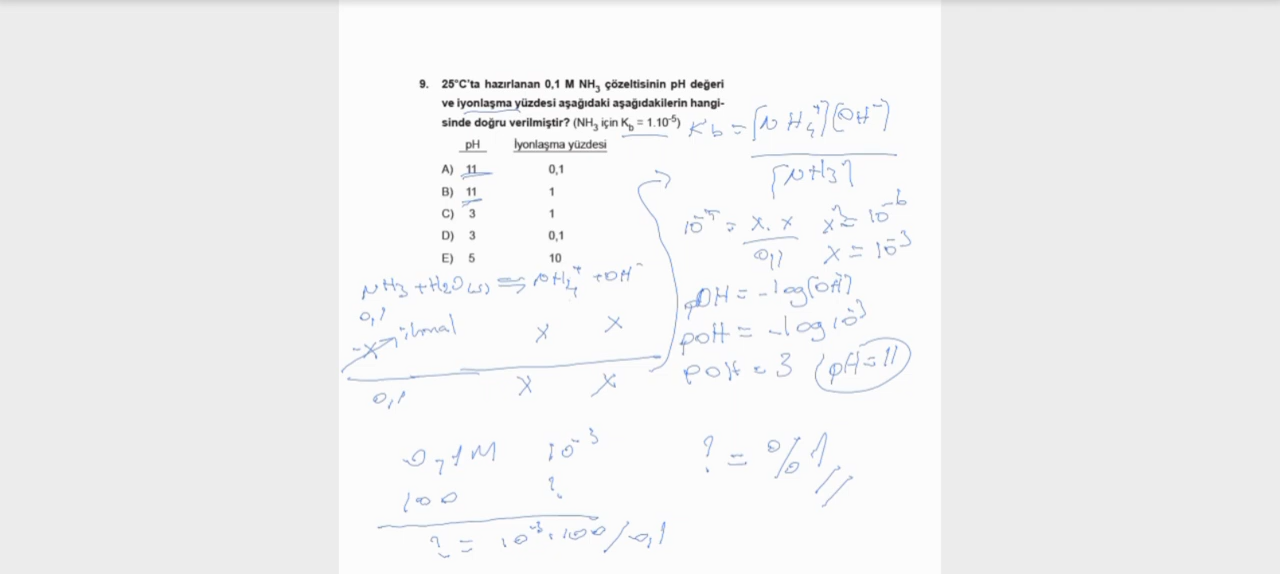 9. 25°C'ta hazırlanan 0,1 M NH₃ çözeltisinin pH değeri
ve iyonlaşma yüzdesi aşağıdaki aşağıdakilerin hangi-
sinde doğru verilmiştir? (NH₃ için K_b = 1.10⁻⁵)
pH İyonlaşma yüzdesi
A) 11 0,1
B) 11 1
C) 3 1
D) 3 0,1
E) 5 10
NH₃ + H₂O(s) ⇌ NH₄⁺ + OH⁻
0,1
-x → ihmal x x
0,1 x x
Kb = [NH₄⁺][OH⁻]
[NH₃]
10⁻⁵ = x.x x² = 10⁻⁶
0,1 x = 10⁻³
pOH = -log[OH⁻]
pOH = -log 10⁻³
pOH = 3 pH = 11
0,1M 10⁻³
100 ?
? = 10⁻³.100/0,1
? = %1